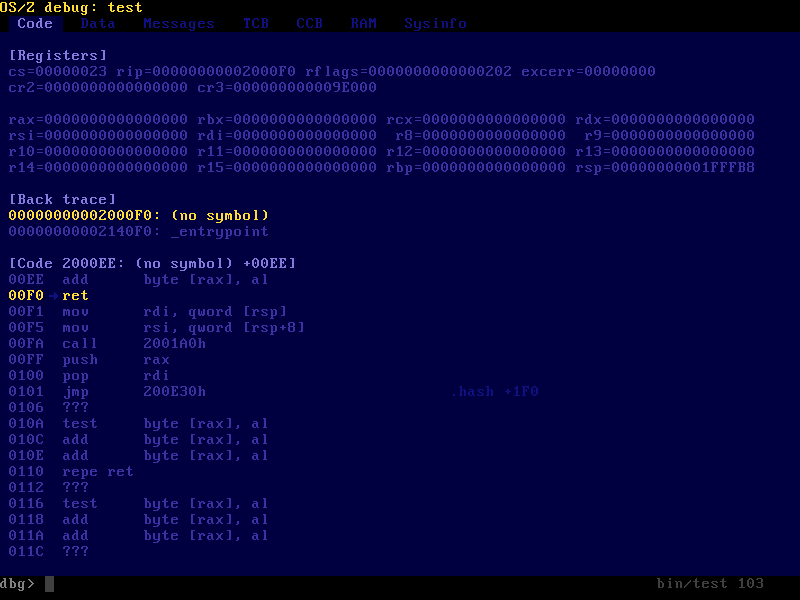 OS/Z debug: test
Code Data Messages TCB CCB RAM Sysinfo
[Registers]
cs=00000023 rip=00000000002000F0 rflags=0000000000000202 excerr=00000000
cr2=0000000000000000 cr3=000000000009E000
rax=0000000000000000 rbx=0000000000000000 rcx=0000000000000000 rdx=0000000000000000
rsi=0000000000000000 rdi=0000000000000000 r8=0000000000000000 r9=0000000000000000
r10=0000000000000000 r11=0000000000000000 r12=0000000000000000 r13=0000000000000000
r14=0000000000000000 r15=0000000000000000 rbp=0000000000000000 rsp=00000000001FFFB8
[Back trace]
00000000002000F0: (no symbol)
00000000002140F0: _entrypoint
[Code 2000EE: (no symbol) +00EE]
00EE add byte [rax], al
00F0 → ret
00F1 mov rdi, qword [rsp]
00F5 mov rsi, qword [rsp+8]
00FA call 2001A0h
00FF push rax
0100 pop rdi
0101 jmp 200E30h .hash +1F0
0106 ???
010A test byte [rax], al
010C add byte [rax], al
010E add byte [rax], al
0110 repe ret
0112 ???
0116 test byte [rax], al
0118 add byte [rax], al
011A add byte [rax], al
011C ???
dbg> bin/test 103